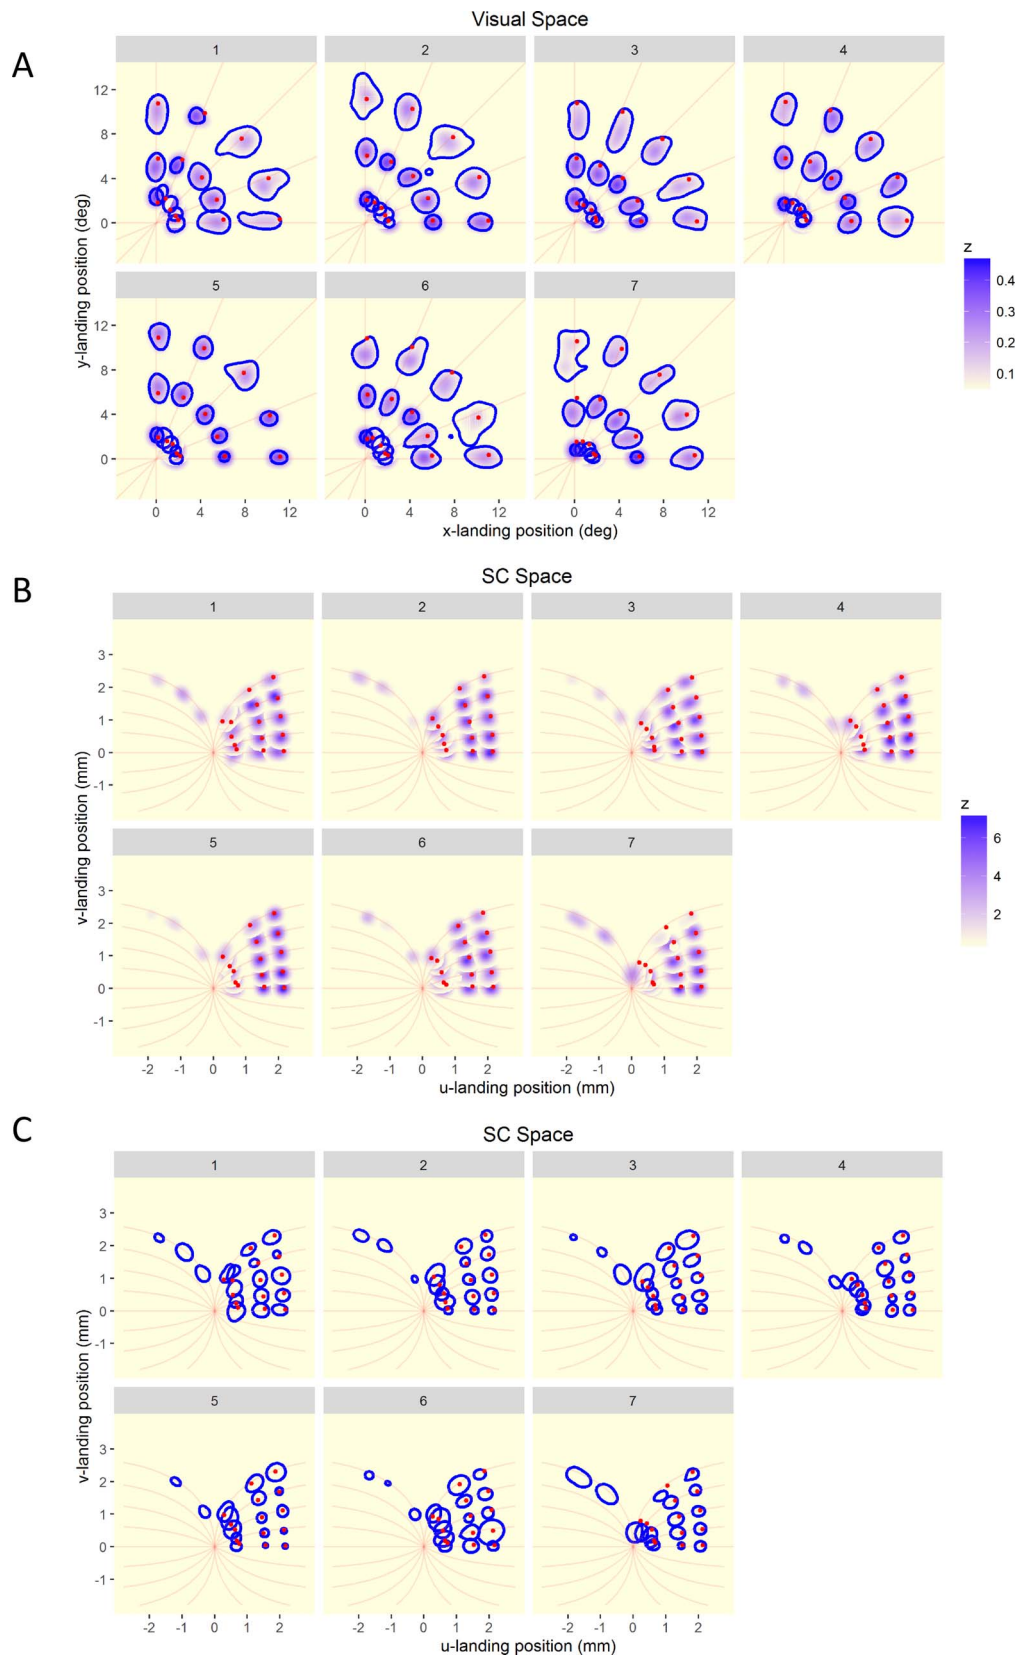 Visual Space
A
1 2 3 4
12
8
4
0
5 6 7
12
8
4
0
y-landing position (deg)
0 4 8 12 0 4 8 12 0 4 8 12
x-landing position (deg)
z
0.4
0.3
0.2
0.1
B
SC Space
1 2 3 4
3
2
1
0
-1
5 6 7
3
2
1
0
-1
v-landing position (mm)
-2 -1 0 1 2 -2 -1 0 1 2 -2 -1 0 1 2
u-landing position (mm)
z
6
4
2
C
SC Space
1 2 3 4
3
2
1
0
-1
5 6 7
3
2
1
0
-1
v-landing position (mm)
-2 -1 0 1 2 -2 -1 0 1 2 -2 -1 0 1 2
u-landing position (mm)